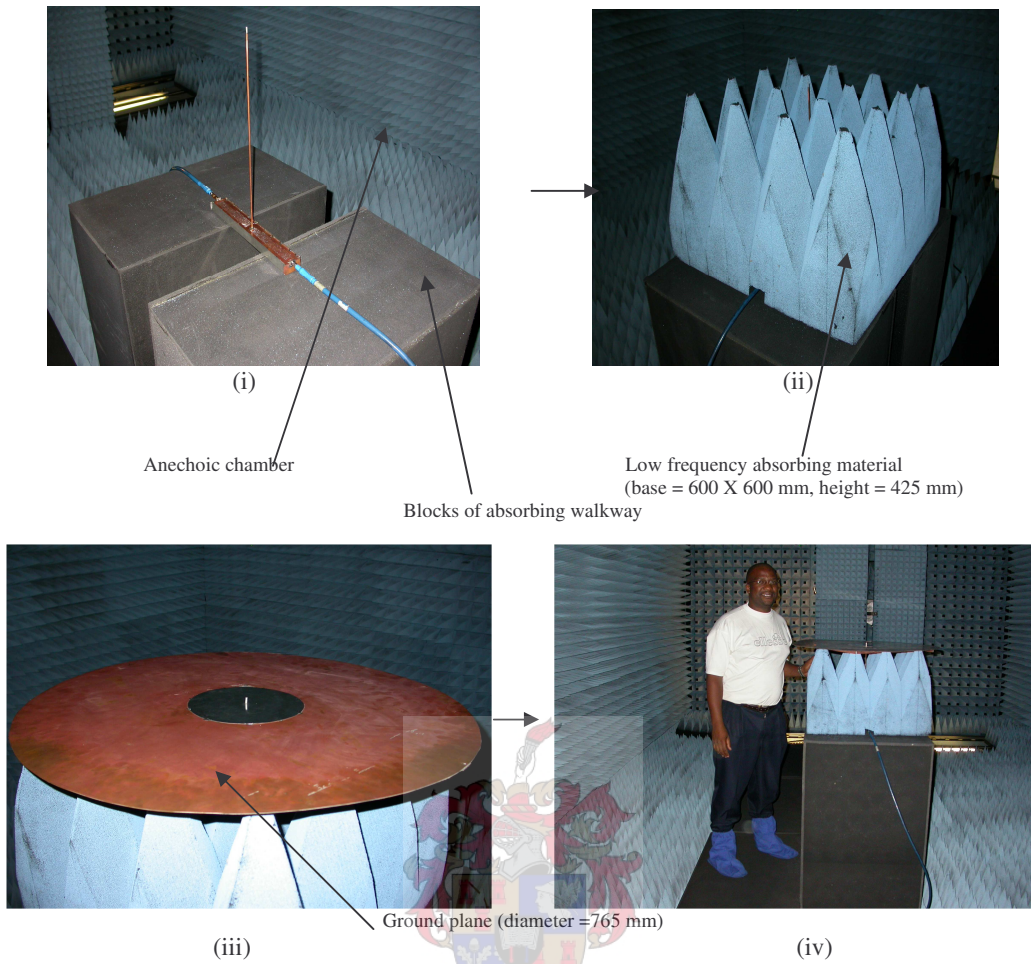 (i)
(ii)
Anechoic chamber
Low frequency absorbing material
(base = 600 X 600 mm, height = 425 mm)
Blocks of absorbing walkway
Ground plane (diameter =765 mm)
(iii)
(iv)